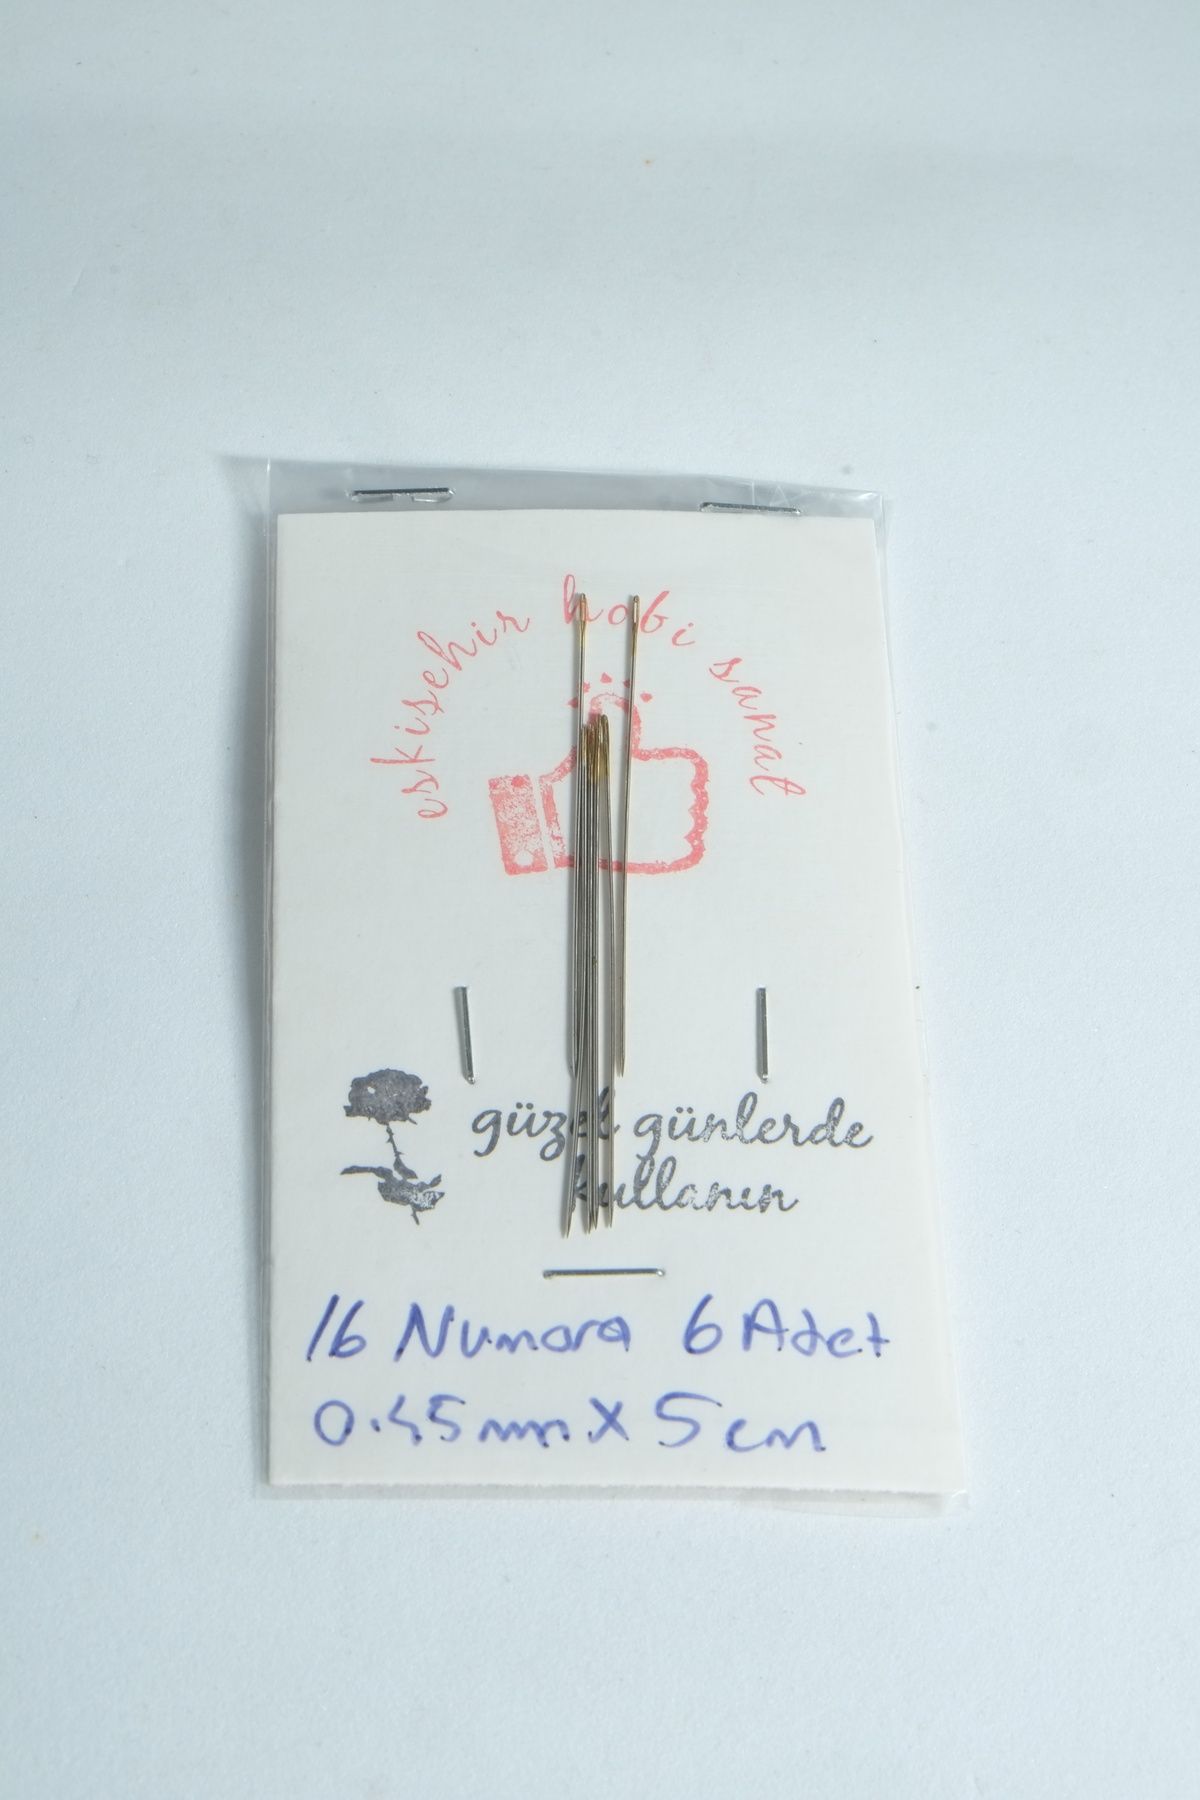 eskişehir hobi sanat
güzel günlerde
kullanın
16 Numara 6 Adet
0.45mm X 5cm